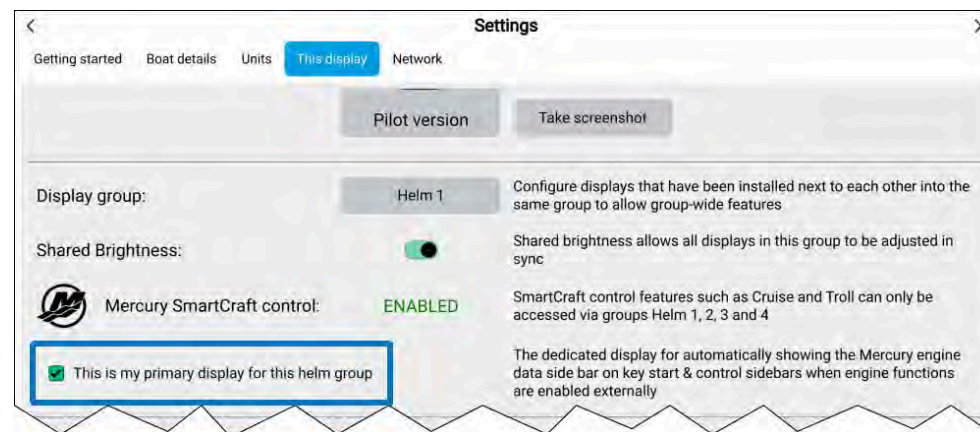 Settings
Getting started Boat details Units This display Network
Pilot version Take screenshot
Display group: Helm 1 Configure displays that have been installed next to each other into the
same group to allow group-wide features
Shared Brightness: Shared brightness allows all displays in this group to be adjusted in
sync
Mercury SmartCraft control: ENABLED SmartCraft control features such as Cruise and Troll can only be
accessed via groups Helm 1, 2, 3 and 4
This is my primary display for this helm group The dedicated display for automatically showing the Mercury engine
data side bar on key start & control sidebars when engine functions
are enabled externally